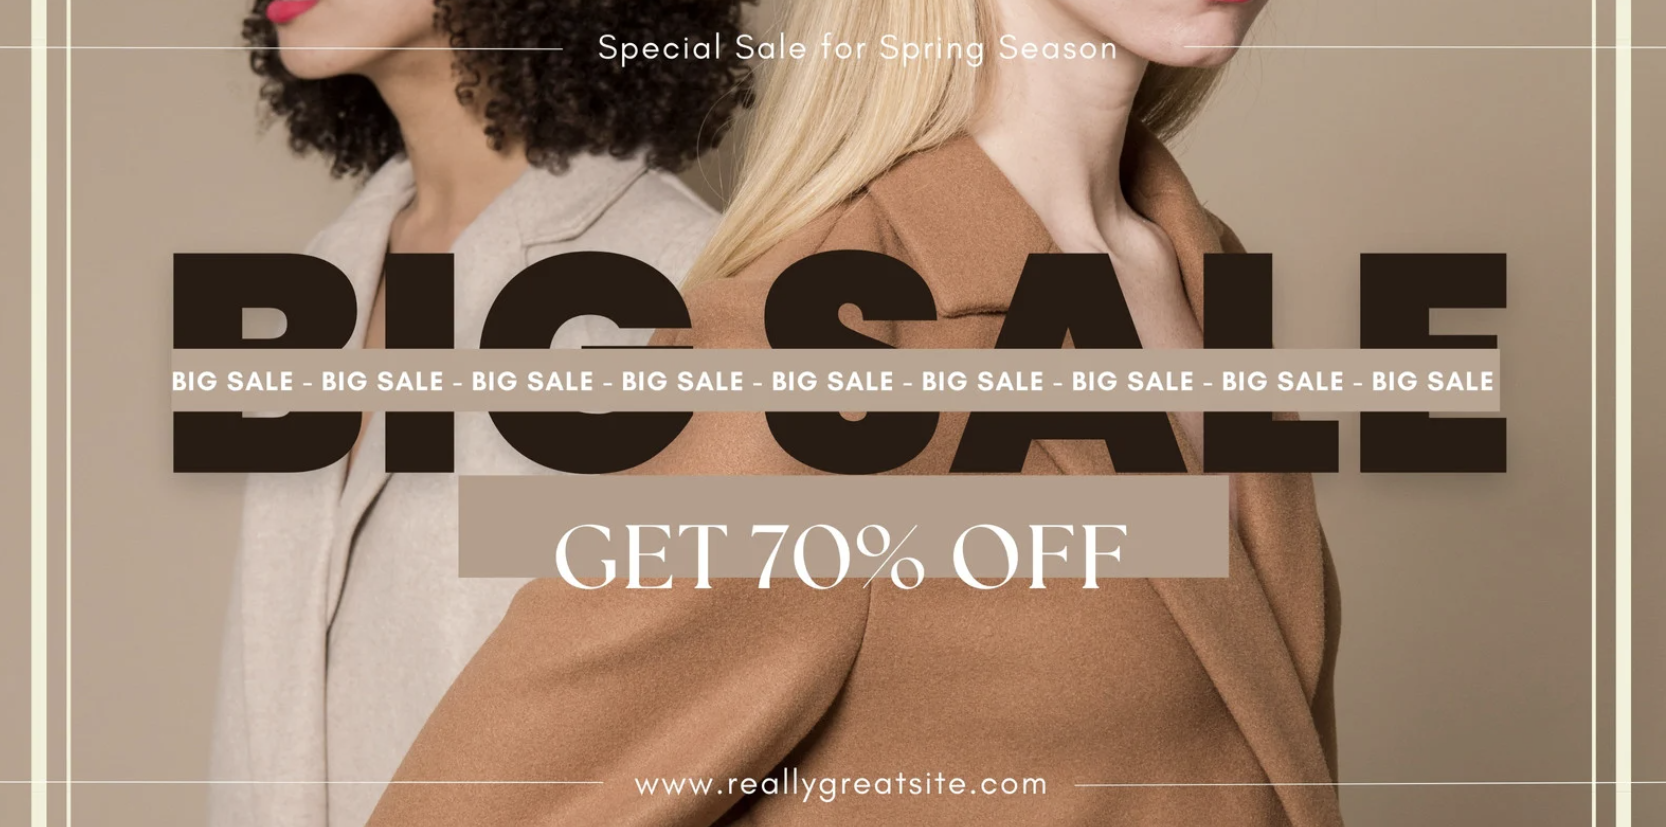 Special Sale for Spring Season
BIG SALE
BIG SALE - BIG SALE - BIG SALE - BIG SALE - BIG SALE - BIG SALE - BIG SALE - BIG SALE - BIG SALE
GET 70% OFF
www.reallygreatsite.com